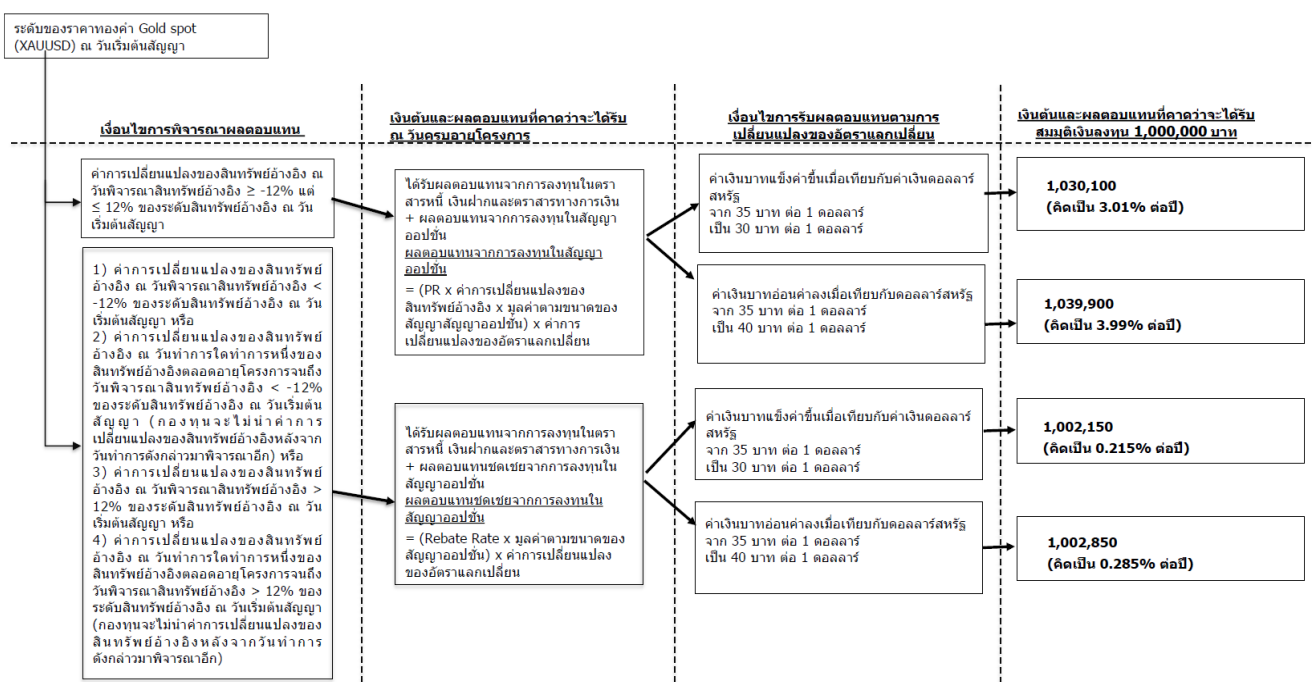 ระดับของราคาทองคำ Gold spot
(XAUUSD) ณ วันเริ่มต้นสัญญา
เงื่อนไขการพิจารณาผลตอบแทน
เงินต้นและผลตอบแทนที่คาดว่าจะได้รับ
ณ วันครบอายุโครงการ
เงื่อนไขการรับผลตอบแทนตามการ
เปลี่ยนแปลงของอัตราแลกเปลี่ยน
เงินต้นและผลตอบแทนที่คาดว่าจะได้รับ
สมมุติเงินลงทุน 1,000,000 บาท
ค่าการเปลี่ยนแปลงของสินทรัพย์อ้างอิง ณ
วันพิจารณาสินทรัพย์อ้างอิง ≥ -12% แต่
≤ 12% ของระดับสินทรัพย์อ้างอิง ณ วัน
เริ่มต้นสัญญา
ได้รับผลตอบแทนจากการลงทุนในตรา
สารหนี้ เงินฝากและตราสารทางการเงิน
+ ผลตอบแทนจากการลงทุนในสัญญา
ออปชั่น
ผลตอบแทนจากการลงทุนในสัญญา
ออปชั่น
= (PR x ค่าการเปลี่ยนแปลงของ
สินทรัพย์อ้างอิง x มูลค่าตามขนาดของ
สัญญาสัญญาออปชั่น) x ค่าการ
เปลี่ยนแปลงของอัตราแลกเปลี่ยน
ค่าเงินบาทแข็งค่าขึ้นเมื่อเทียบกับค่าเงินดอลลาร์
สหรัฐ
จาก 35 บาท ต่อ 1 ดอลลาร์
เป็น 30 บาท ต่อ 1 ดอลลาร์
1,030,100
(คิดเป็น 3.01% ต่อปี)
ค่าเงินบาทอ่อนค่าลงเมื่อเทียบกับดอลลาร์สหรัฐ
จาก 35 บาท ต่อ 1 ดอลลาร์
เป็น 40 บาท ต่อ 1 ดอลลาร์
1,039,900
(คิดเป็น 3.99% ต่อปี)
1) ค่าการเปลี่ยนแปลงของสินทรัพย์
อ้างอิง ณ วันพิจารณาสินทรัพย์อ้างอิง <
-12% ของระดับสินทรัพย์อ้างอิง ณ วัน
เริ่มต้นสัญญา หรือ
2) ค่าการเปลี่ยนแปลงของสินทรัพย์
อ้างอิง ณ วันทำการใดทำการหนึ่งของ
สินทรัพย์อ้างอิงตลอดอายุโครงการจนถึง
วันพิจารณาสินทรัพย์อ้างอิง < -12%
ของระดับสินทรัพย์อ้างอิง ณ วันเริ่มต้น
สัญญา (กองทุนจะไม่นำค่าการ
เปลี่ยนแปลงของสินทรัพย์อ้างอิงหลังจาก
วันทำการดังกล่าวมาพิจารณาอีก) หรือ
3) ค่าการเปลี่ยนแปลงของสินทรัพย์
อ้างอิง ณ วันพิจารณาสินทรัพย์อ้างอิง >
12% ของระดับสินทรัพย์อ้างอิง ณ วัน
เริ่มต้นสัญญา หรือ
4) ค่าการเปลี่ยนแปลงของสินทรัพย์
อ้างอิง ณ วันทำการใดทำการหนึ่งของ
สินทรัพย์อ้างอิงตลอดอายุโครงการจนถึง
วันพิจารณาสินทรัพย์อ้างอิง > 12% ของ
ระดับสินทรัพย์อ้างอิง ณ วันเริ่มต้นสัญญา
(กองทุนจะไม่นำค่าการเปลี่ยนแปลงของ
สินทรัพย์อ้างอิงหลังจากวันทำการ
ดังกล่าวมาพิจารณาอีก)
ได้รับผลตอบแทนจากการลงทุนในตรา
สารหนี้ เงินฝากและตราสารทางการเงิน
+ ผลตอบแทนชดเชยจากการลงทุนใน
สัญญาออปชั่น
ผลตอบแทนชดเชยจากการลงทุนใน
สัญญาออปชั่น
= (Rebate Rate x มูลค่าตามขนาดของ
สัญญาออปชั่น) x ค่าการเปลี่ยนแปลง
ของอัตราแลกเปลี่ยน
ค่าเงินบาทแข็งค่าขึ้นเมื่อเทียบกับค่าเงินดอลลาร์
สหรัฐ
จาก 35 บาท ต่อ 1 ดอลลาร์
เป็น 30 บาท ต่อ 1 ดอลลาร์
1,002,150
(คิดเป็น 0.215% ต่อปี)
ค่าเงินบาทอ่อนค่าลงเมื่อเทียบกับดอลลาร์สหรัฐ
จาก 35 บาท ต่อ 1 ดอลลาร์
เป็น 40 บาท ต่อ 1 ดอลลาร์
1,002,850
(คิดเป็น 0.285% ต่อปี)